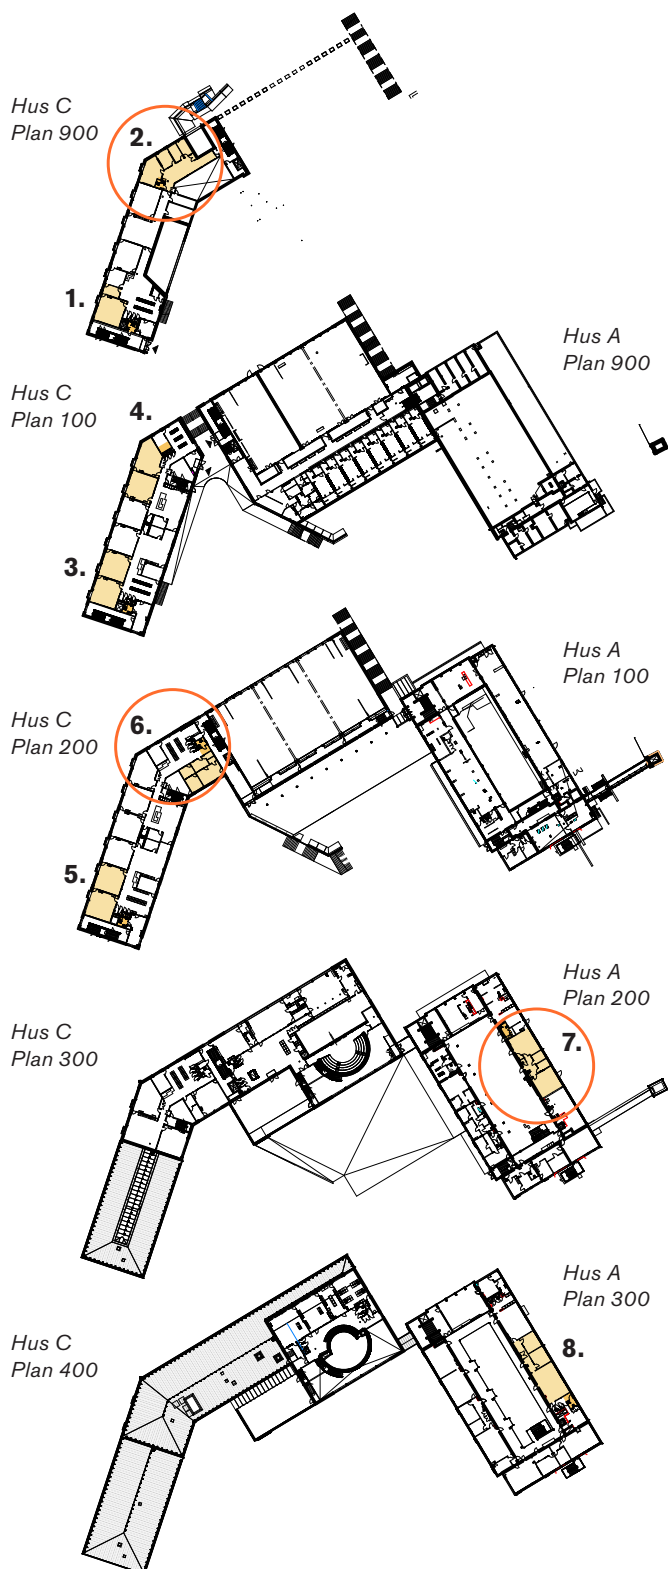 Hus C
Plan 900
2.
1.
Hus A
Plan 900
Hus C
Plan 100
4.
3.
Hus A
Plan 100
Hus C
Plan 200
6.
5.
Hus A
Plan 200
Hus C
Plan 300
7.
Hus A
Plan 300
Hus C
Plan 400
8.